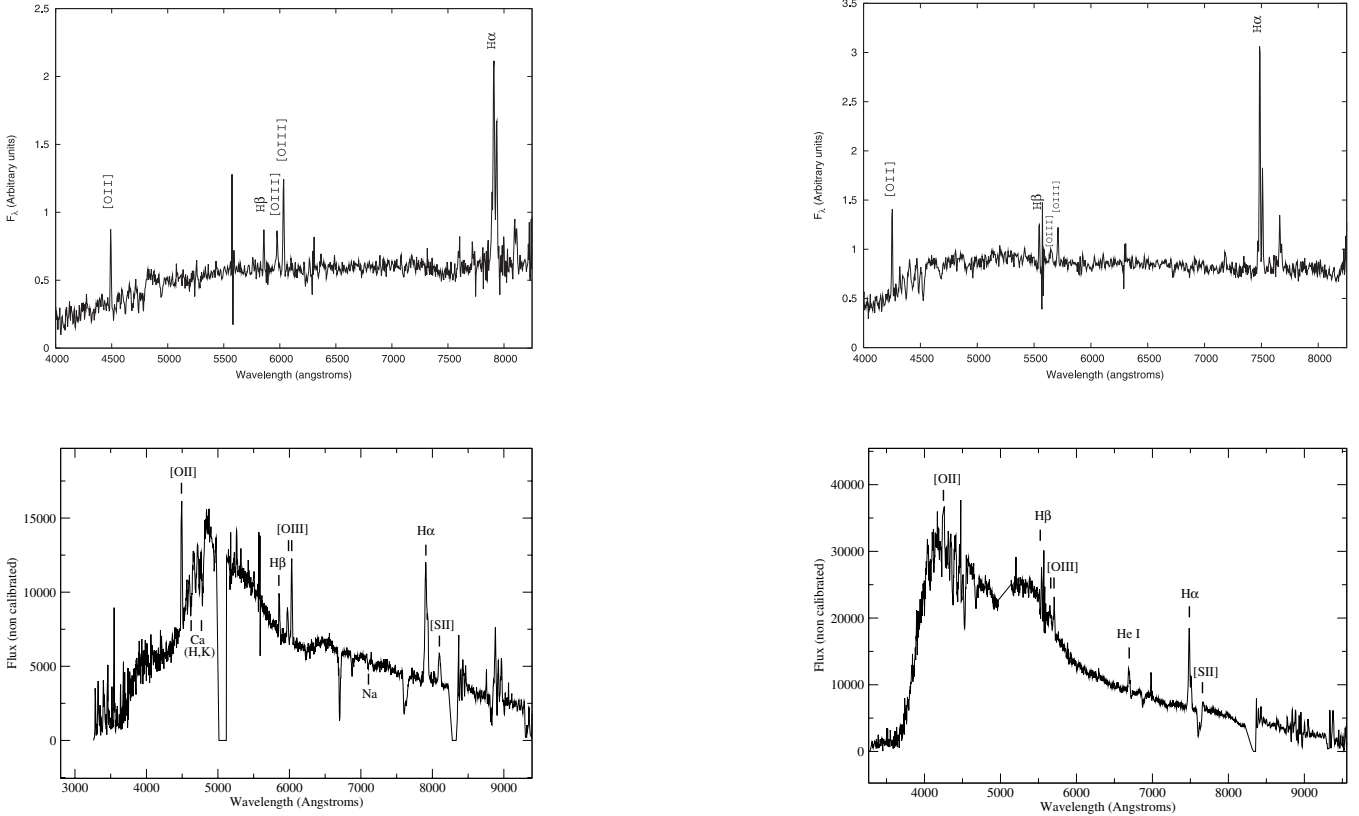 2.5
2
1.5
1
0.5
0
F_λ (Arbitrary units)
[OII]
Hβ
[OIII]
[OIII]
Hα
4000 4500 5000 5500 6000 6500 7000 7500 8000
Wavelength (angstroms)
3.5
3
2.5
2
1.5
1
0.5
0
F_λ (Arbitrary units)
[OII]
Hβ
[OIII]
[OIII]
Hα
4000 4500 5000 5500 6000 6500 7000 7500 8000
Wavelength (angstroms)
15000
10000
5000
0
Flux (non calibrated)
[OII]
Ca
(H,K)
Hβ
[OIII]
Na
Hα
[SII]
3000 4000 5000 6000 7000 8000 9000
Wavelength (Angstroms)
40000
30000
20000
10000
0
Flux (non calibrated)
[OII]
Hβ
[OIII]
He I
Hα
[SII]
4000 5000 6000 7000 8000 9000
Wavelength (Angstroms)